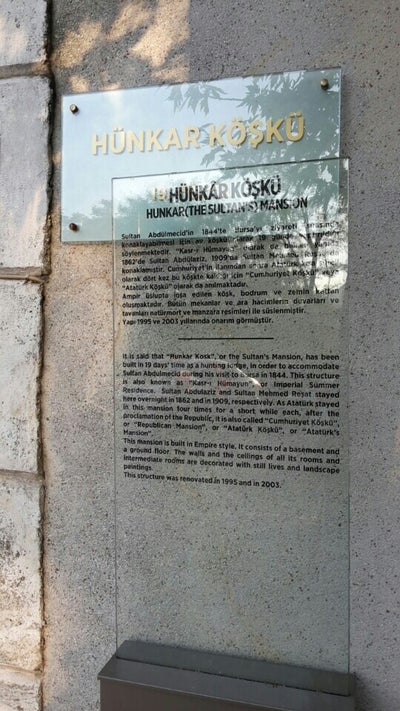 HÜNKAR KÖŞKÜ
HÜNKÂR KÖŞKÜ
HUNKAR(THE SULTAN'S) MANSION
Sultan Abdülmecid'in 1844'te Bursa'yı ziyareti
konaklayabilmesi için av köşkü olarak 19 günde
söylenmektedir. "Kasr-ı Hümayun" olarak da
1862'de Sultan Abdülaziz, 1909'da Sultan Mehmed Reşat
konaklamıştır. Cumhuriyet'in ilanından sonra Atatürk
olarak dört kez bu köşkte kaldığı için "Cumhuriyet Köşkü" veya
"Atatürk Köşkü" olarak da anılmaktadır.
Ampir üslupta inşa edilen köşk, bodrum ve zemin kattan
oluşmaktadır. Bütün mekanlar ve ara hacimlerin duvarları ve
tavanları natürmort ve manzara resimleri ile süslenmiştir.
Yapı 1995 ve 2003 yıllarında onarım görmüştür.
It is said that "Hünkar Köşk", or the Sultan's Mansion, has been
built in 19 days' time as a hunting lodge, in order to accommodate
Sultan Abdulmecid during his visit to Bursa in 1844. This structure
is also known as "Kasr-ı Hümayun", or Imperial Summer
Residence. Sultan Abdulaziz and Sultan Mehmed Reşat stayed
here overnight in 1862 and in 1909, respectively. As Atatürk stayed
in this mansion four times for a short while each, after the
proclamation of the Republic, it is also called "Cumhuriyet Köşkü",
or "Republican Mansion", or "Atatürk Köşkü", or "Atatürk's
Mansion".
This mansion is built in Empire style. It consists of a basement and
a ground floor. The walls and the ceilings of all its rooms and
intermediate rooms are decorated with still lives and landscape
paintings.
This structure was renovated in 1995 and in 2003.